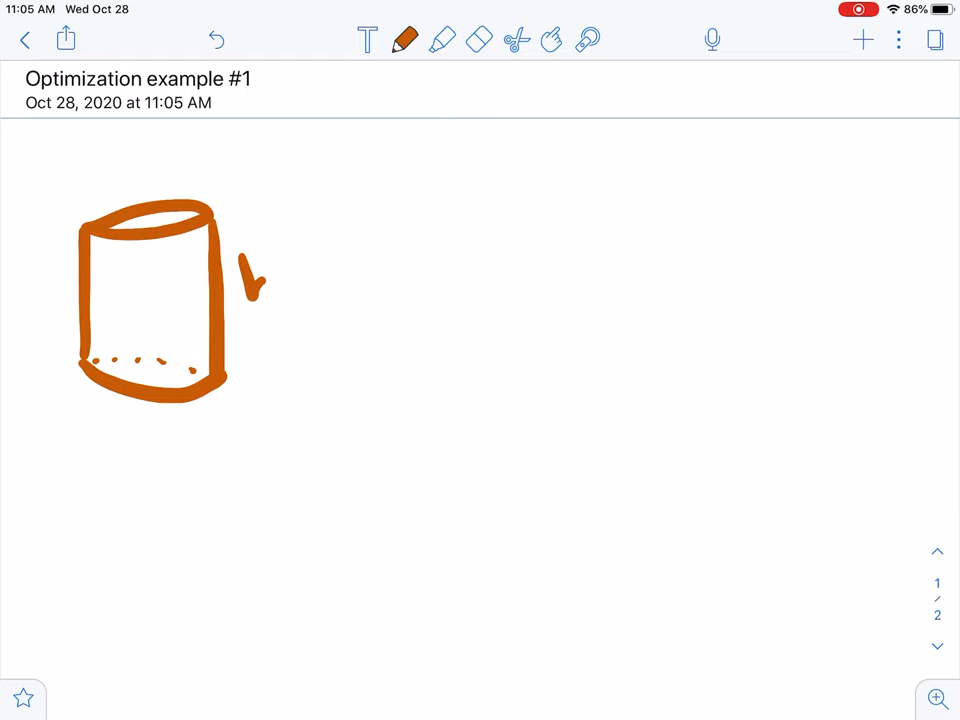 11:05 AM Wed Oct 28 86%
T
Optimization example #1
Oct 28, 2020 at 11:05 AM
1
/
2